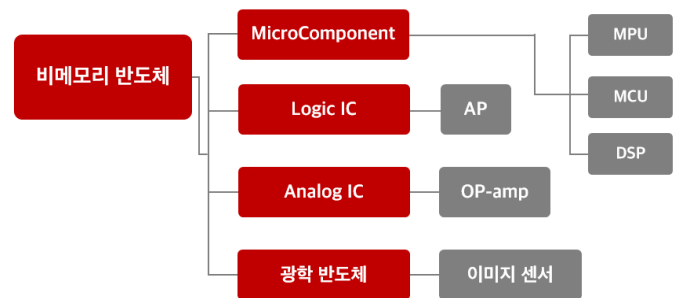 비메모리 반도체
MicroComponent
MPU
MCU
DSP
Logic IC
AP
Analog IC
OP-amp
광학 반도체
이미지 센서